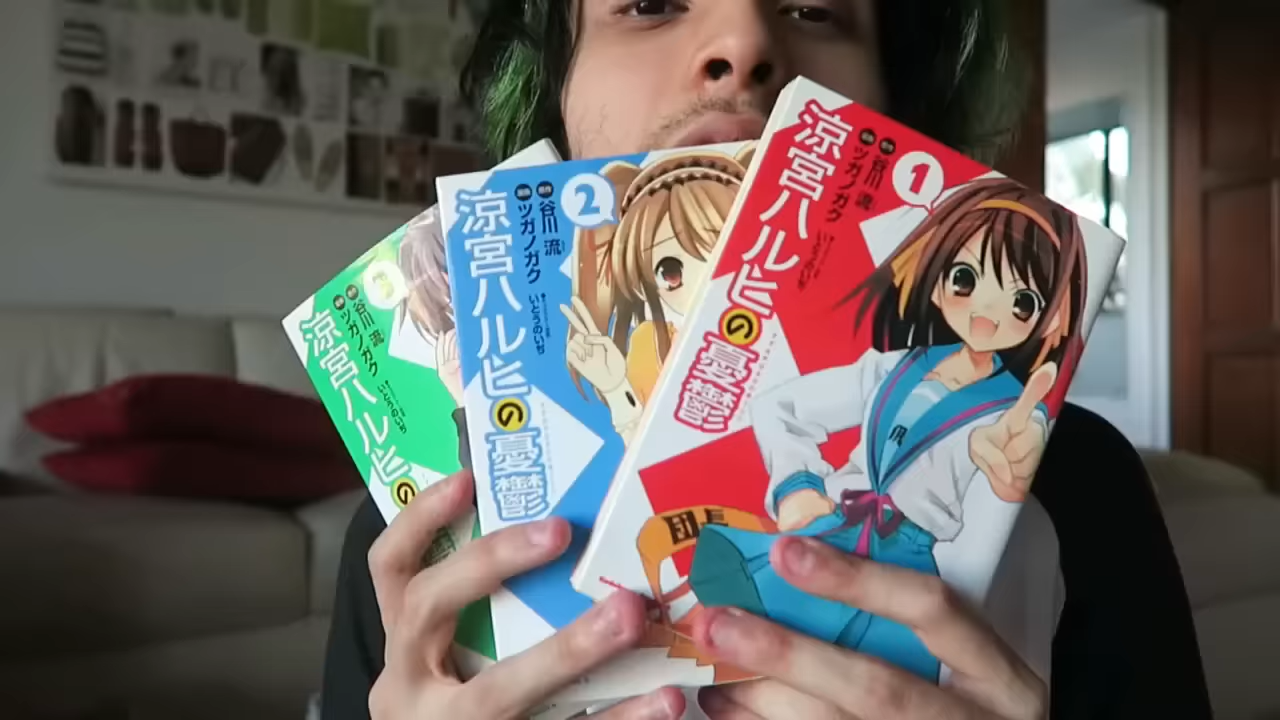 涼宮ハルヒの
谷川 流
ツガノガク
いとうのいぢ
2
涼宮ハルヒの憂鬱
谷川 流
ツガノガク
いとうのいぢ
1
涼宮ハルヒの憂鬱
谷川 流
ツガノガク
いとうのいぢ
団長